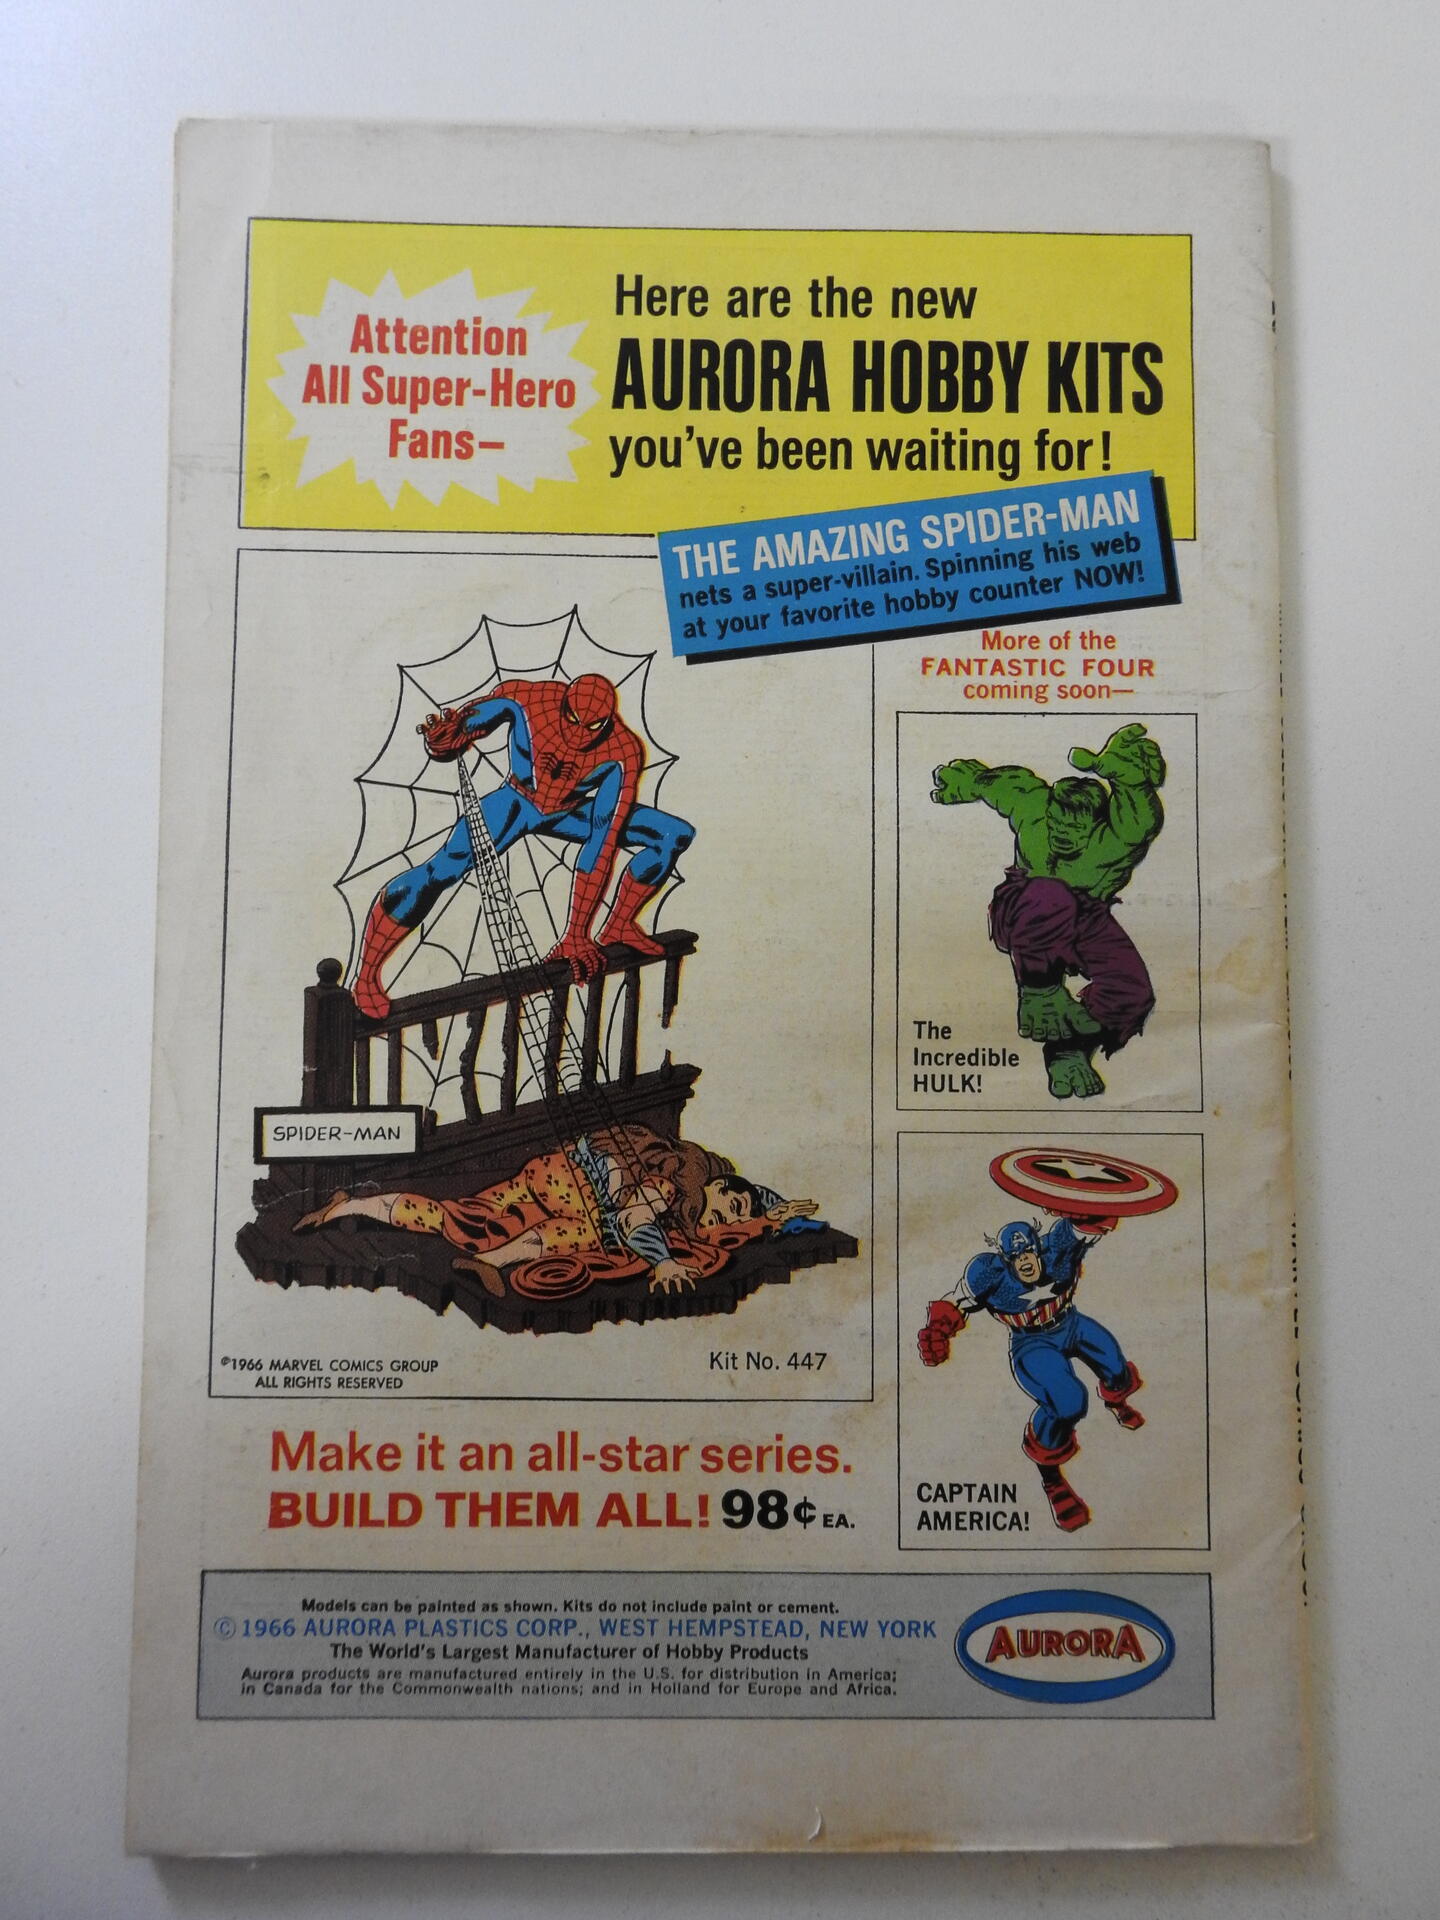 Attention
All Super-Hero
Fans—
Here are the new
AURORA HOBBY KITS
you've been waiting for!
THE AMAZING SPIDER-MAN
nets a super-villain. Spinning his web
at your favorite hobby counter NOW!
More of the
FANTASTIC FOUR
coming soon—
The
Incredible
HULK!
SPIDER-MAN
©1966 MARVEL COMICS GROUP
ALL RIGHTS RESERVED
Kit No. 447
CAPTAIN
AMERICA!
Make it an all-star series.
BUILD THEM ALL! 98¢ EA.
Models can be painted as shown. Kits do not include paint or cement.
© 1966 AURORA PLASTICS CORP., WEST HEMPSTEAD, NEW YORK
The World's Largest Manufacturer of Hobby Products
Aurora products are manufactured entirely in the U.S. for distribution in America;
in Canada for the Commonwealth nations; and in Holland for Europe and Africa.
AURORA